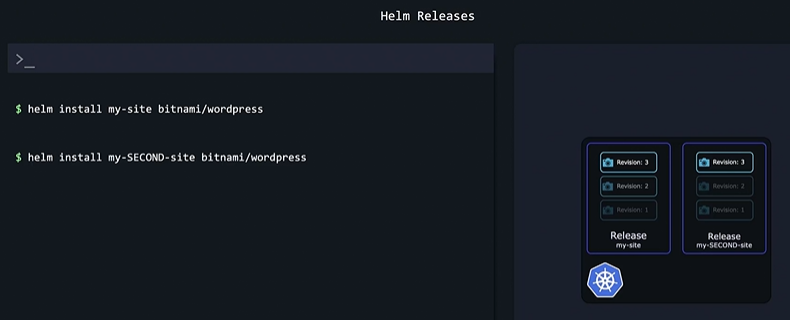 Helm Releases
>_
$ helm install my-site bitnami/wordpress
$ helm install my-SECOND-site bitnami/wordpress
Revision: 3
Revision: 2
Revision: 1
Release
my-site
Revision: 3
Revision: 2
Revision: 1
Release
my-SECOND-site